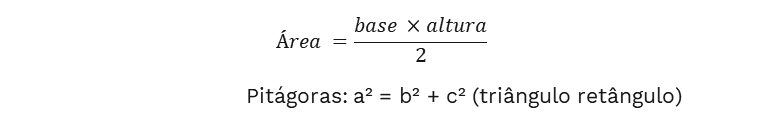 Área = base × altura / 2
Pitágoras: a² = b² + c² (triângulo retângulo)